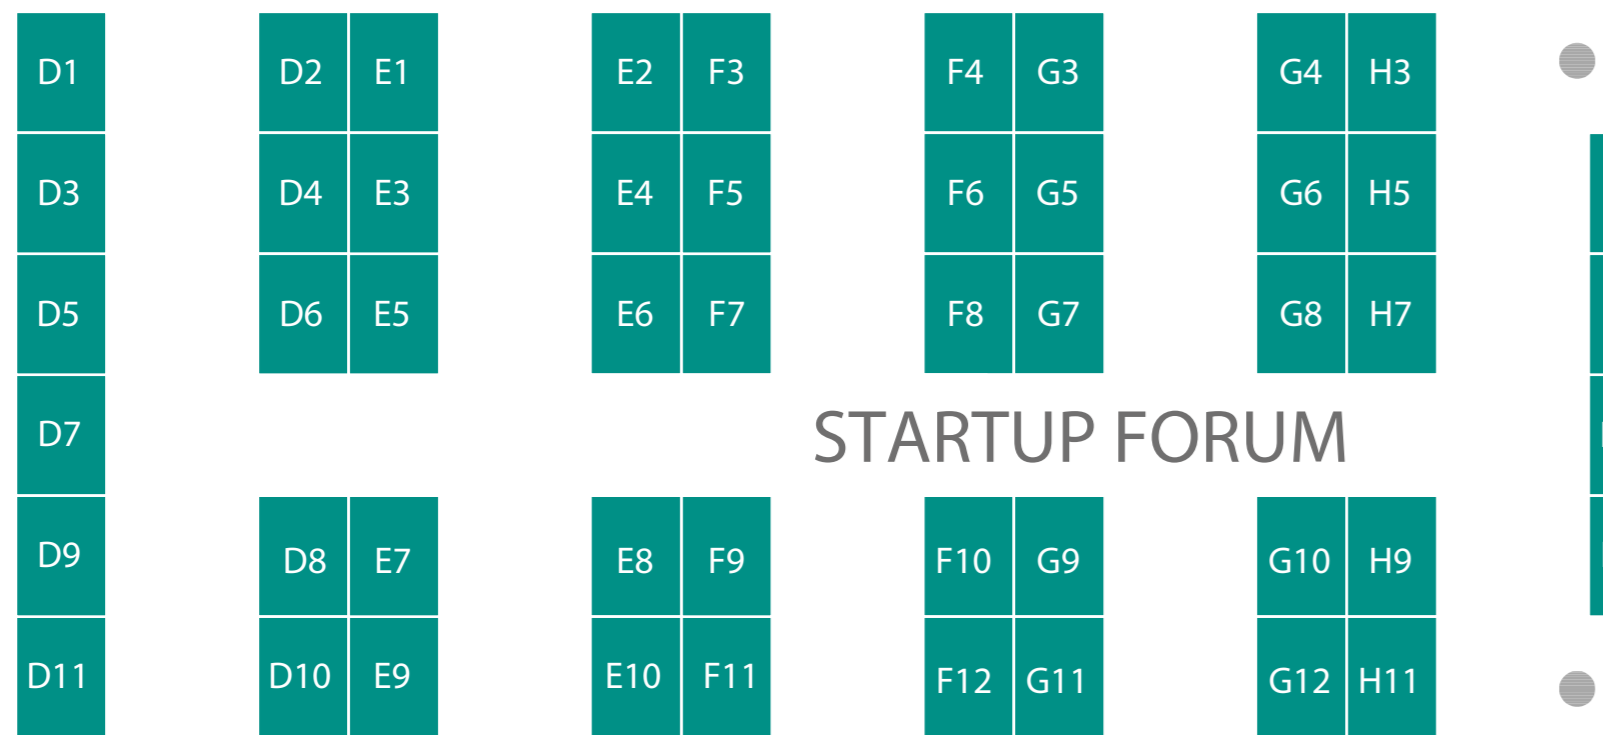 D1 D2 E1 E2 F3 F4 G3 G4 H3
D3 D4 E3 E4 F5 F6 G5 G6 H5
D5 D6 E5 E6 F7 F8 G7 G8 H7
D7 STARTUP FORUM
D9 D8 E7 E8 F9 F10 G9 G10 H9
D11 D10 E9 E10 F11 F12 G11 G12 H11